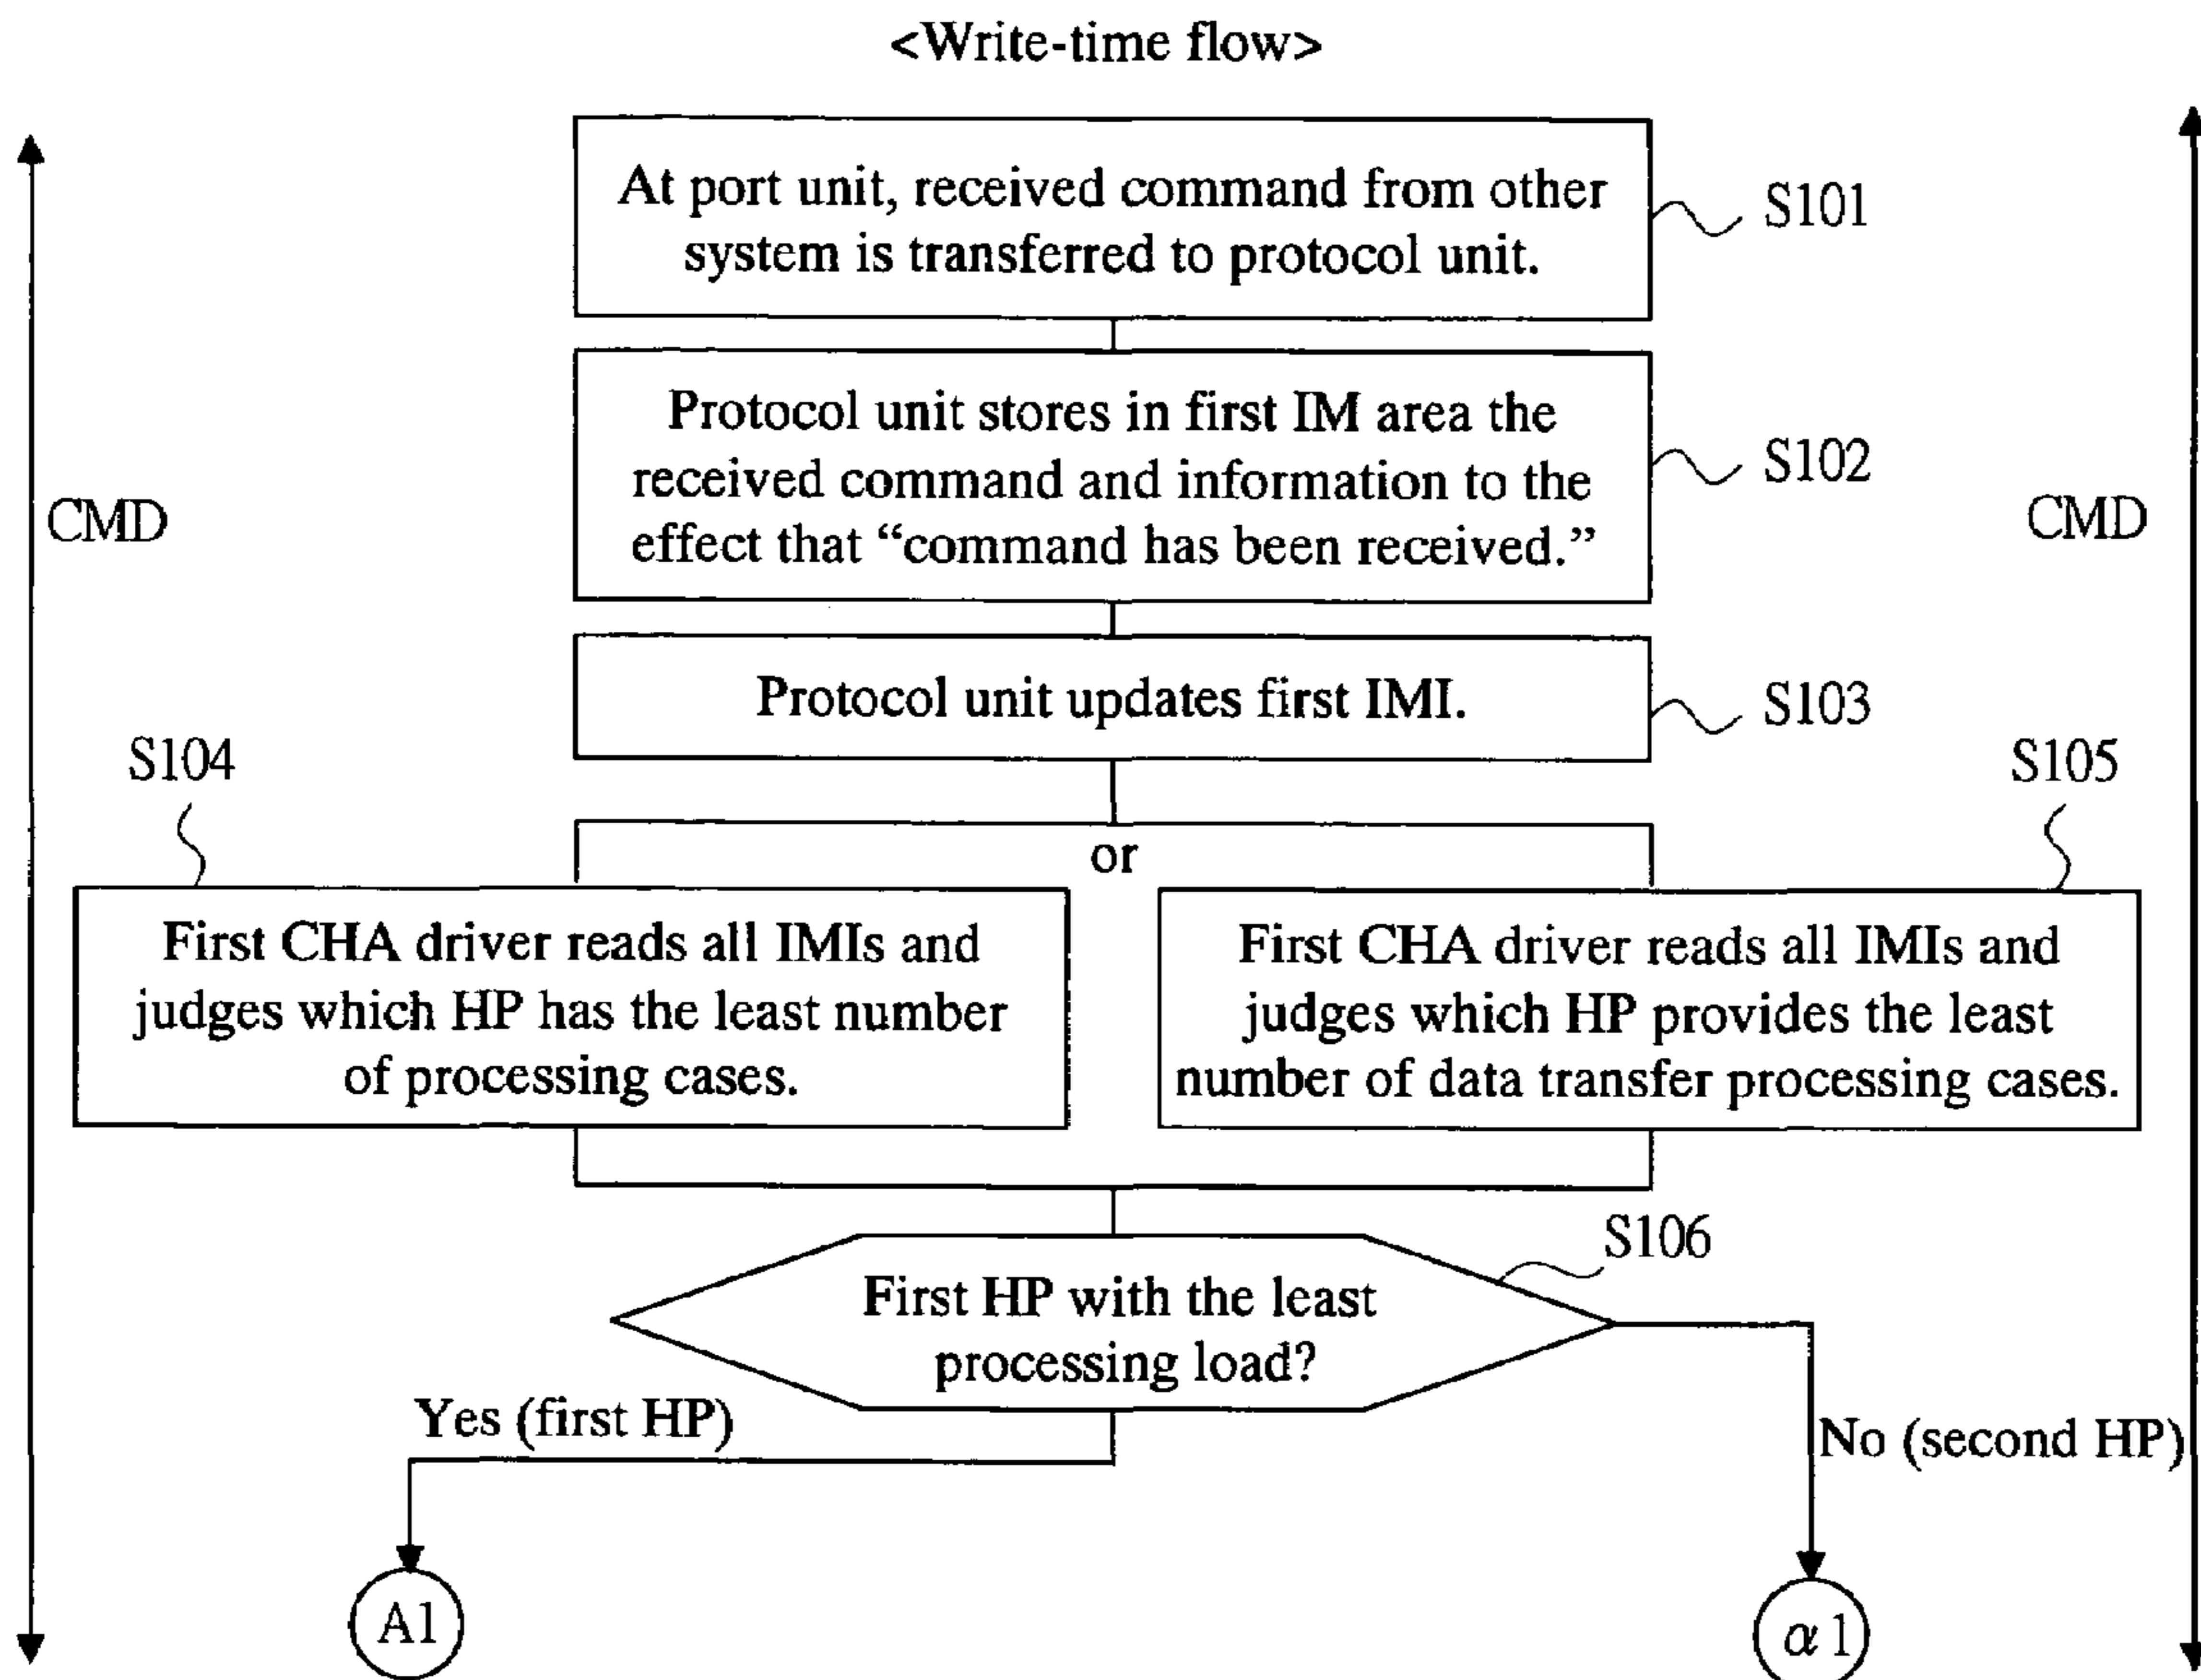 <Write-time flow>
At port unit, received command from other
system is transferred to protocol unit.
S101
Protocol unit stores in first IM area the
received command and information to the
effect that “command has been received.”
S102
CMD
CMD
Protocol unit updates first IMI.
S103
S104
S105
or
First CHA driver reads all IMIs and
judges which HP has the least number
of processing cases.
First CHA driver reads all IMIs and
judges which HP provides the least
number of data transfer processing cases.
S106
First HP with the least
processing load?
Yes (first HP)
No (second HP)
A1
α1